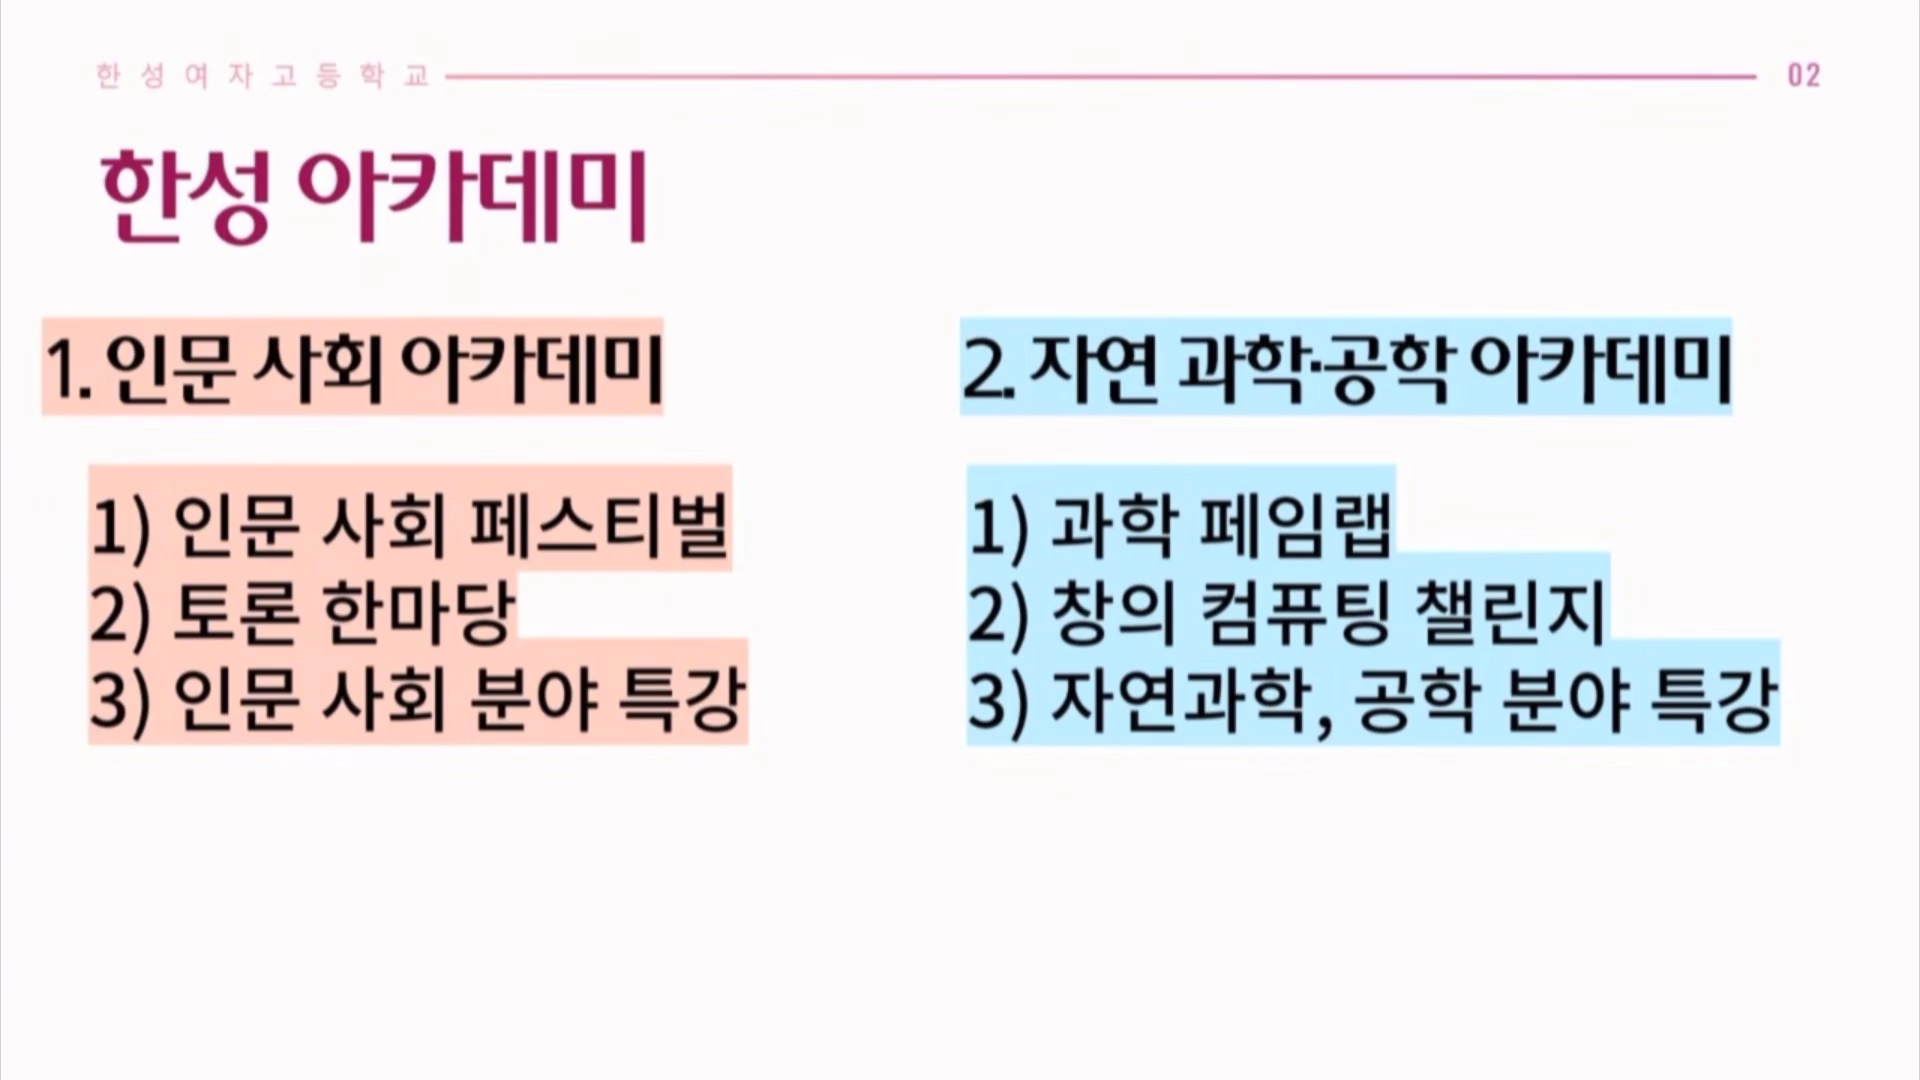 한성여자고등학교
02
한성 아카데미
1. 인문 사회 아카데미
1) 인문 사회 페스티벌
2) 토론 한마당
3) 인문 사회 분야 특강
2. 자연 과학·공학 아카데미
1) 과학 페임랩
2) 창의 컴퓨팅 챌린지
3) 자연과학, 공학 분야 특강